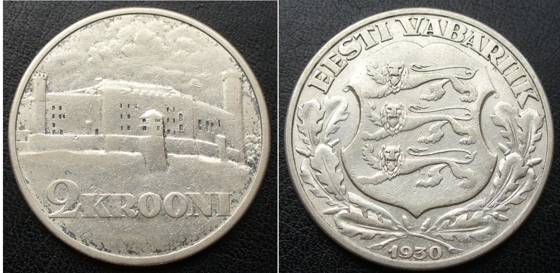 2 KROONI
EESTI VABARIIK
1930